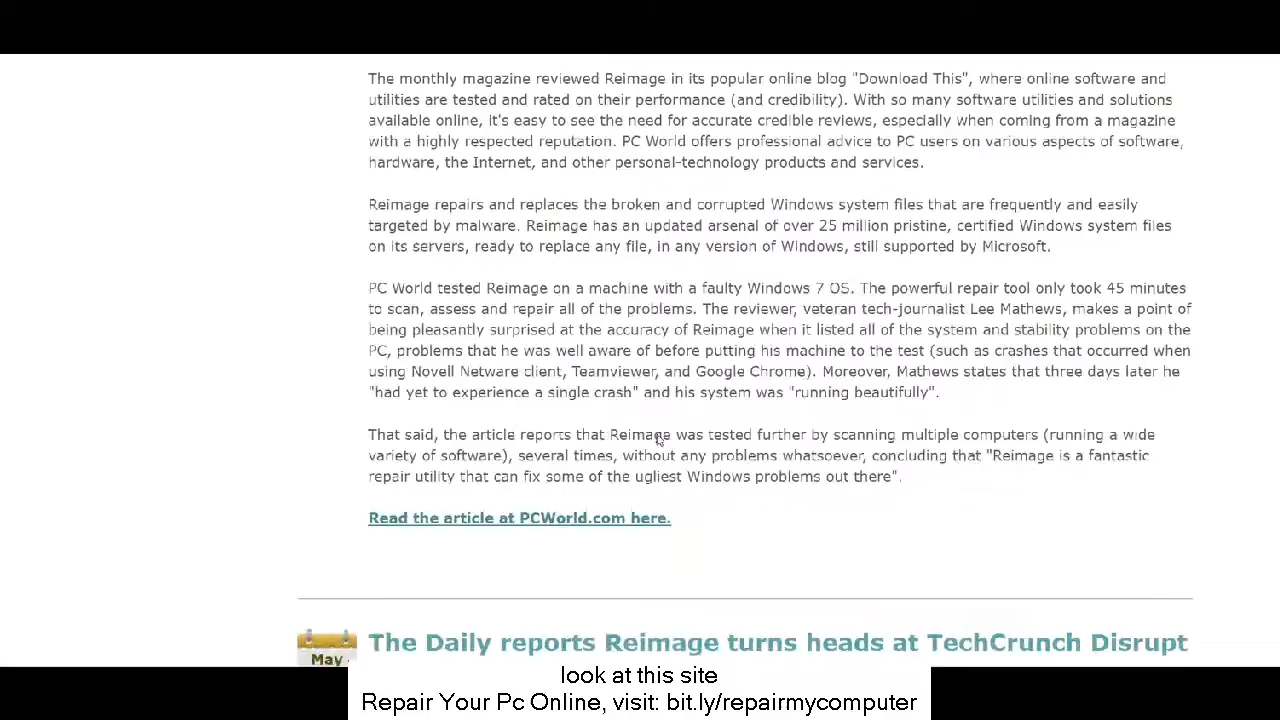 The monthly magazine reviewed Reimage in its popular online blog "Download This", where online software and
utilities are tested and rated on their performance (and credibility). With so many software utilities and solutions
available online, it's easy to see the need for accurate credible reviews, especially when coming from a magazine
with a highly respected reputation. PC World offers professional advice to PC users on various aspects of software,
hardware, the Internet, and other personal-technology products and services.
Reimage repairs and replaces the broken and corrupted Windows system files that are frequently and easily
targeted by malware. Reimage has an updated arsenal of over 25 million pristine, certified Windows system files
on its servers, ready to replace any file, in any version of Windows, still supported by Microsoft.
PC World tested Reimage on a machine with a faulty Windows 7 OS. The powerful repair tool only took 45 minutes
to scan, assess and repair all of the problems. The reviewer, veteran tech-journalist Lee Mathews, makes a point of
being pleasantly surprised at the accuracy of Reimage when it listed all of the system and stability problems on the
PC, problems that he was well aware of before putting his machine to the test (such as crashes that occurred when
using Novell Netware client, Teamviewer, and Google Chrome). Moreover, Mathews states that three days later he
"had yet to experience a single crash" and his system was "running beautifully".
That said, the article reports that Reimage was tested further by scanning multiple computers (running a wide
variety of software), several times, without any problems whatsoever, concluding that "Reimage is a fantastic
repair utility that can fix some of the ugliest Windows problems out there".
Read the article at PCWorld.com here.
The Daily reports Reimage turns heads at TechCrunch Disrupt
May
look at this site
Repair Your Pc Online, visit: bit.ly/repairmycomputer